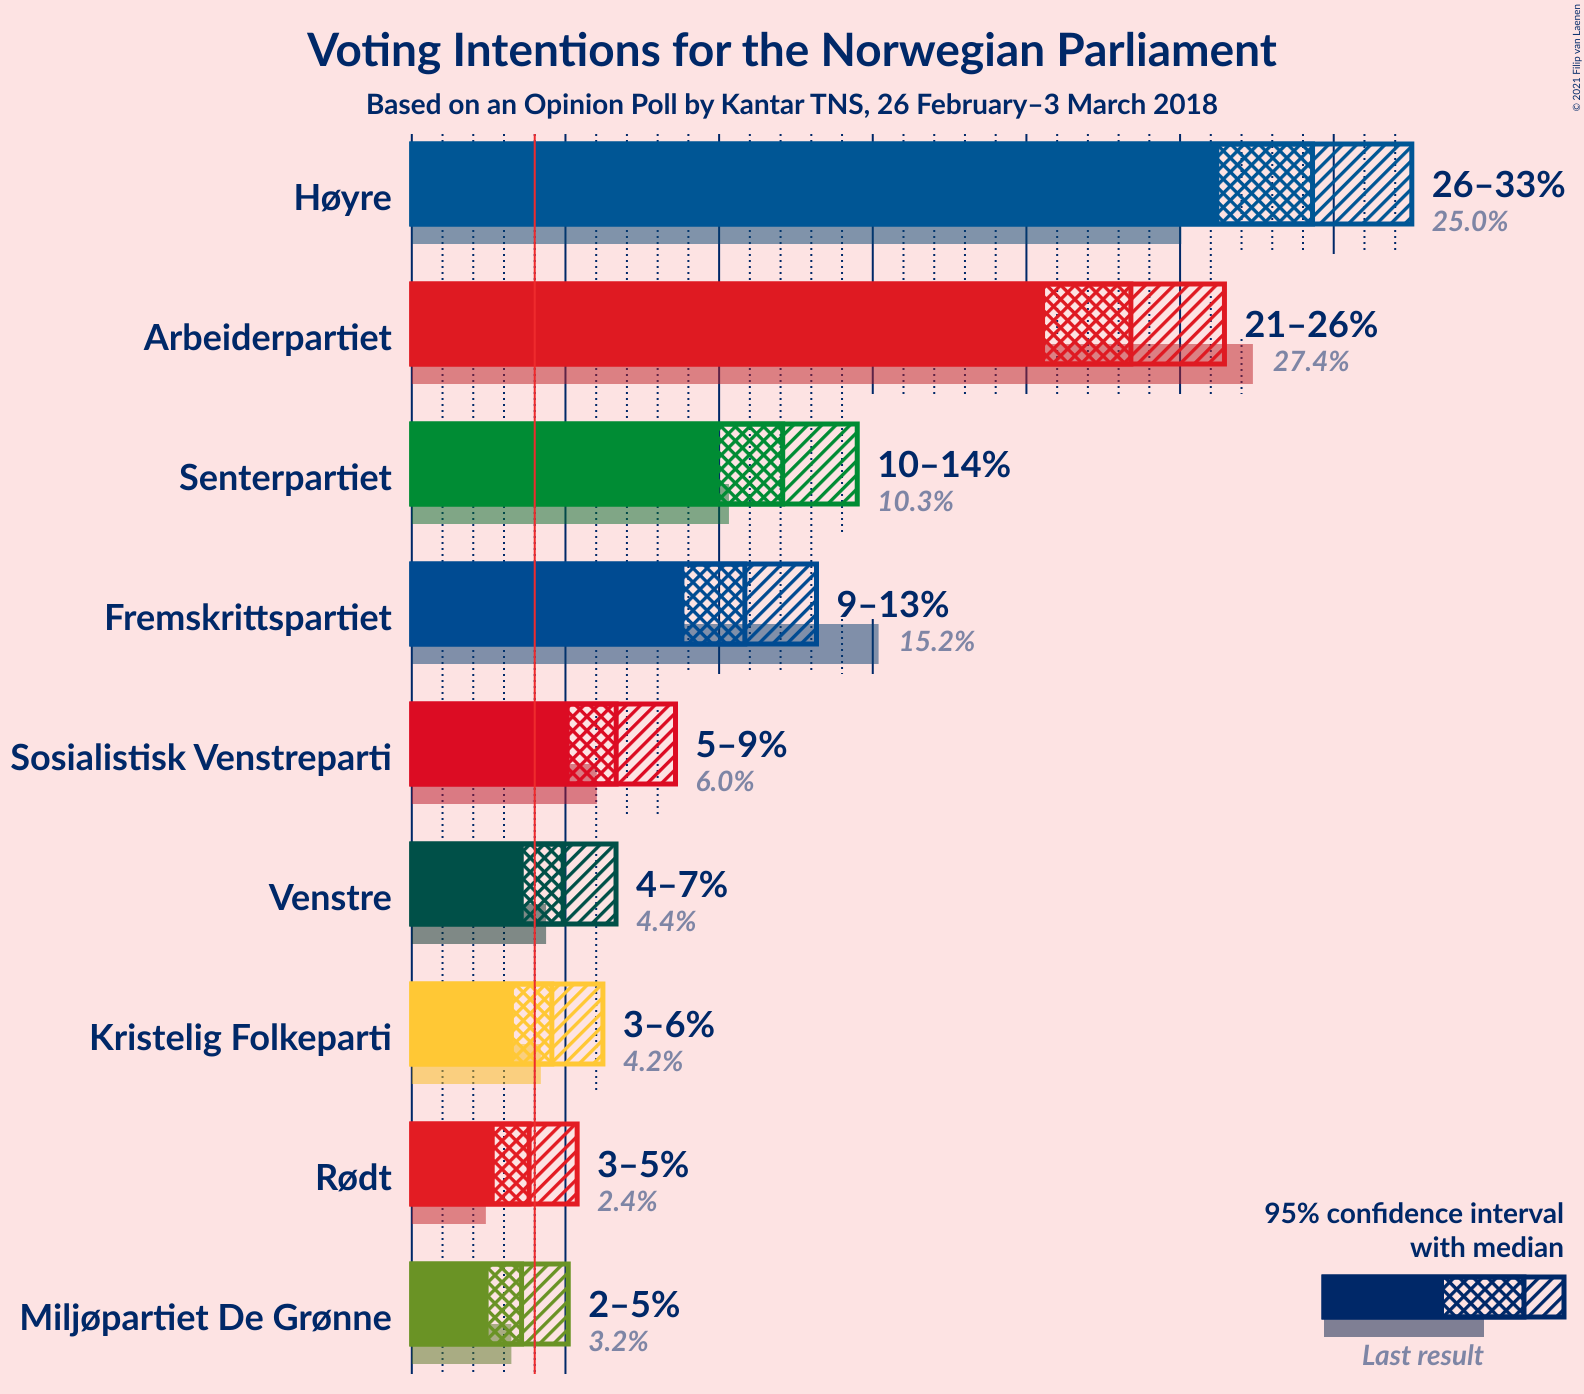 © 2021 Filip van Laenen
Voting Intentions for the Norwegian Parliament
Based on an Opinion Poll by Kantar TNS, 26 February–3 March 2018
Høyre
26–33%
25.0%
Arbeiderpartiet
21–26%
27.4%
Senterpartiet
10–14%
10.3%
Fremskrittspartiet
9–13%
15.2%
Sosialistisk Venstreparti
5–9%
6.0%
Venstre
4–7%
4.4%
Kristelig Folkeparti
3–6%
4.2%
Rødt
3–5%
2.4%
Miljøpartiet De Grønne
2–5%
3.2%
95% confidence interval
with median
Last result